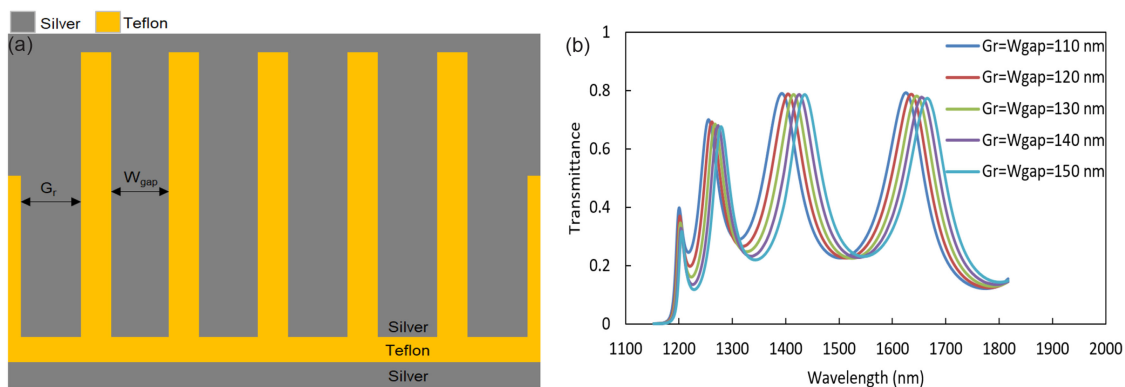 Silver Teflon
(a)
G_r
W_gap
Silver
Teflon
Silver
(b)
Transmittance
1
0.8
0.6
0.4
0.2
0
Gr=Wgap=110 nm
Gr=Wgap=120 nm
Gr=Wgap=130 nm
Gr=Wgap=140 nm
Gr=Wgap=150 nm
1100 1200 1300 1400 1500 1600 1700 1800 1900 2000
Wavelength (nm)